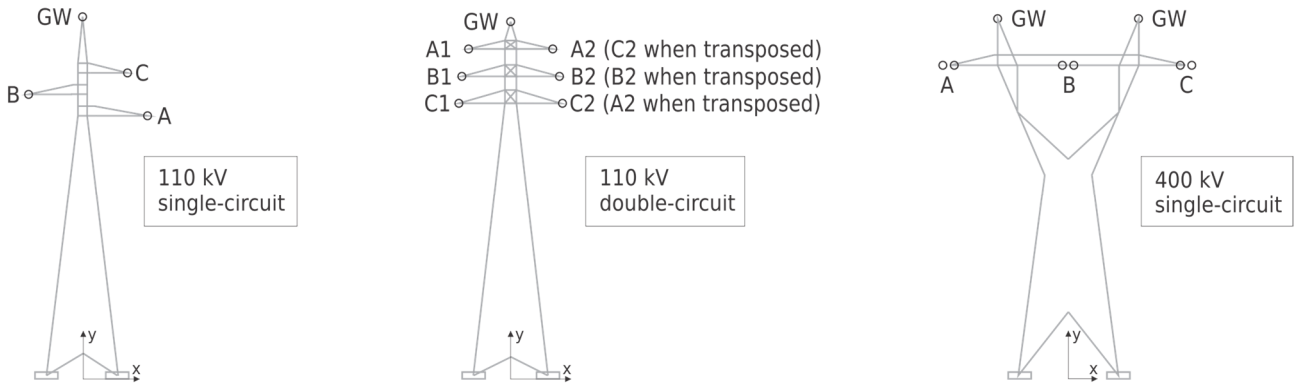 GW
C
B
A
110 kV
single-circuit
y
x
GW
A1
A2 (C2 when transposed)
B1
B2 (B2 when transposed)
C1
C2 (A2 when transposed)
110 kV
double-circuit
y
x
GW
GW
A
B
C
400 kV
single-circuit
y
x